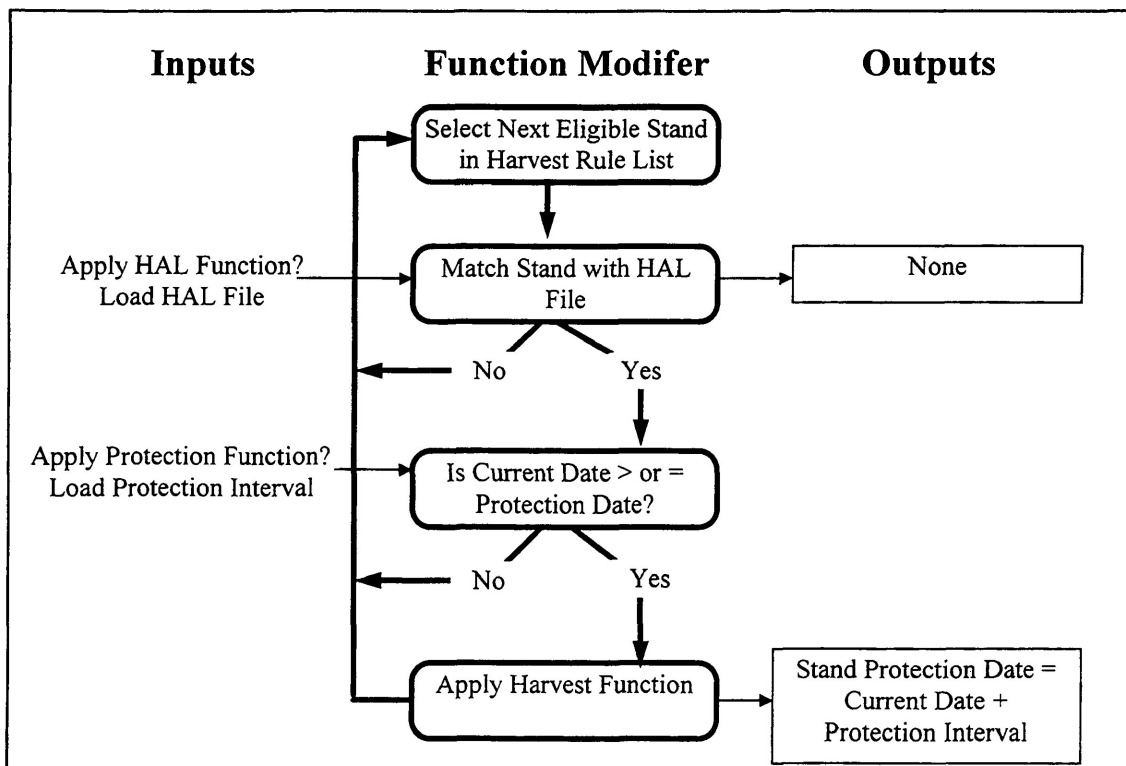 Inputs
Function Modifer
Outputs
Select Next Eligible Stand
in Harvest Rule List
Apply HAL Function?
Load HAL File
Match Stand with HAL
File
None
No
Yes
Apply Protection Function?
Load Protection Interval
Is Current Date > or =
Protection Date?
No
Yes
Apply Harvest Function
Stand Protection Date =
Current Date +
Protection Interval